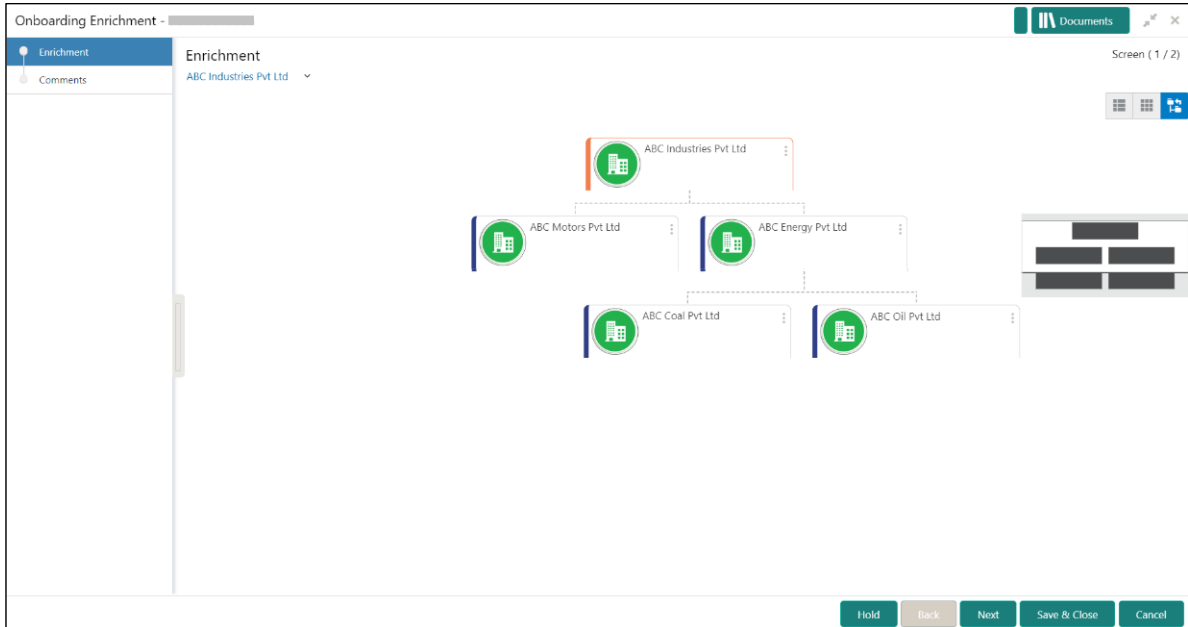 Onboarding Enrichment -
Documents
Enrichment
Comments
Enrichment
Screen ( 1 / 2)
ABC Industries Pvt Ltd
ABC Industries Pvt Ltd
ABC Motors Pvt Ltd
ABC Energy Pvt Ltd
ABC Coal Pvt Ltd
ABC Oil Pvt Ltd
Hold
Back
Next
Save & Close
Cancel